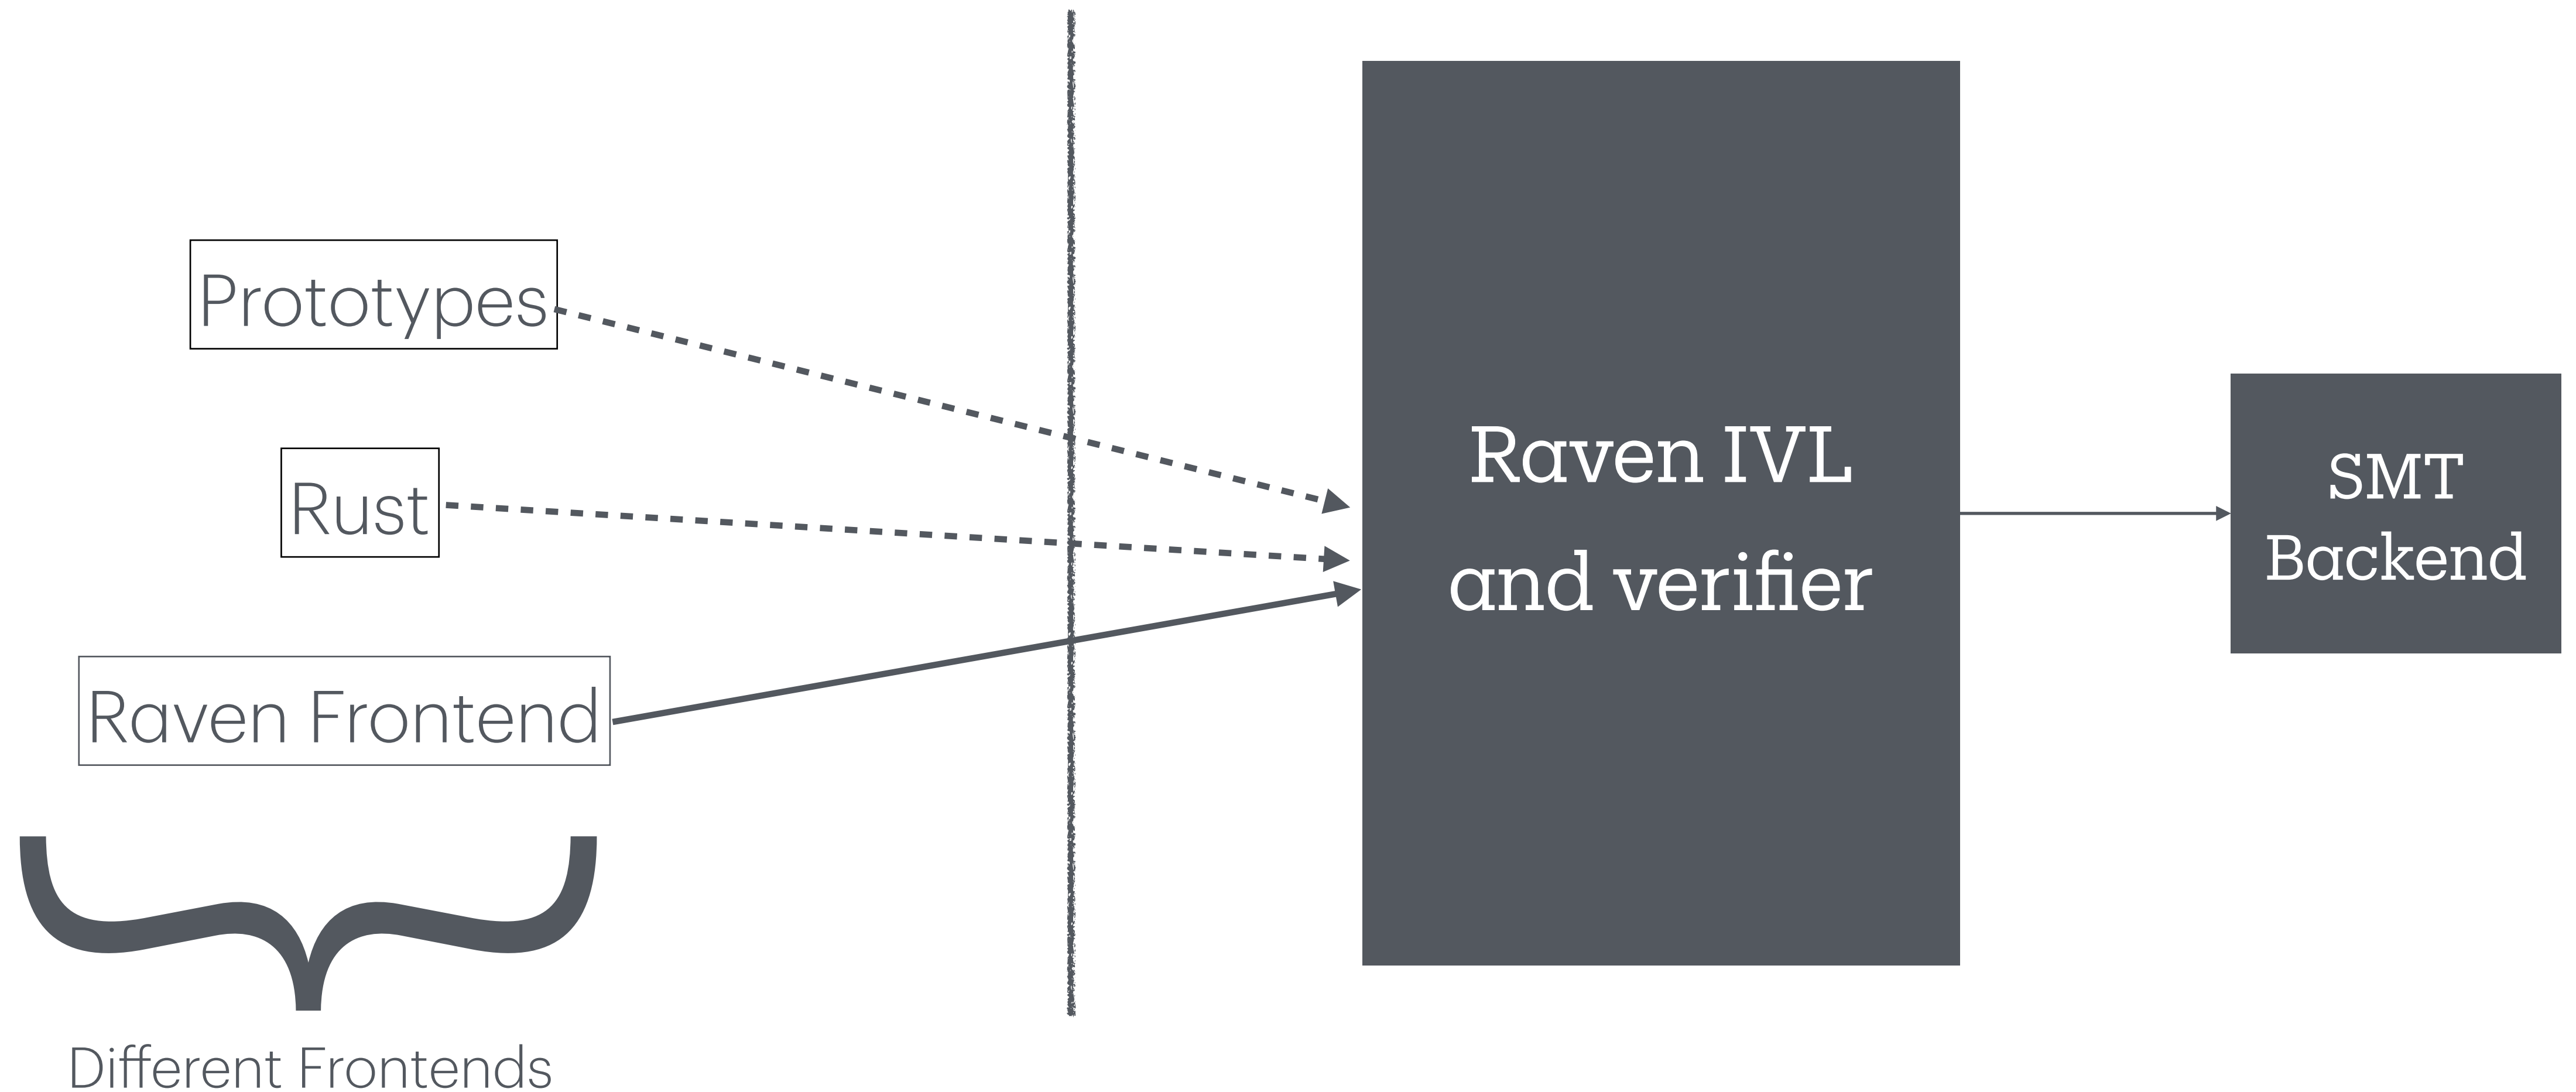 Prototypes
Rust
Raven Frontend
Different Frontends
Raven IVL
and verifier
SMT
Backend